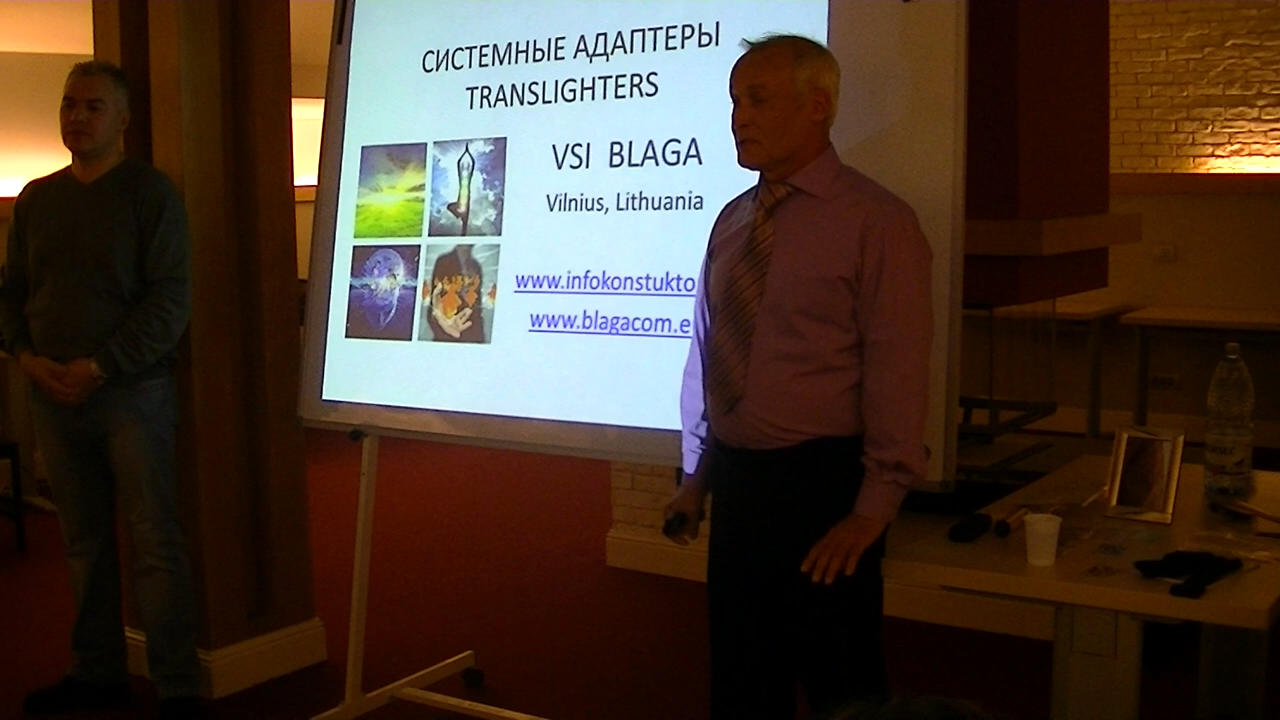 СИСТЕМНЫЕ АДАПТЕРЫ
TRANSLIGHTERS
VSI BLAGA
Vilnius, Lithuania
www.infokonstukto
www.blagacom.e